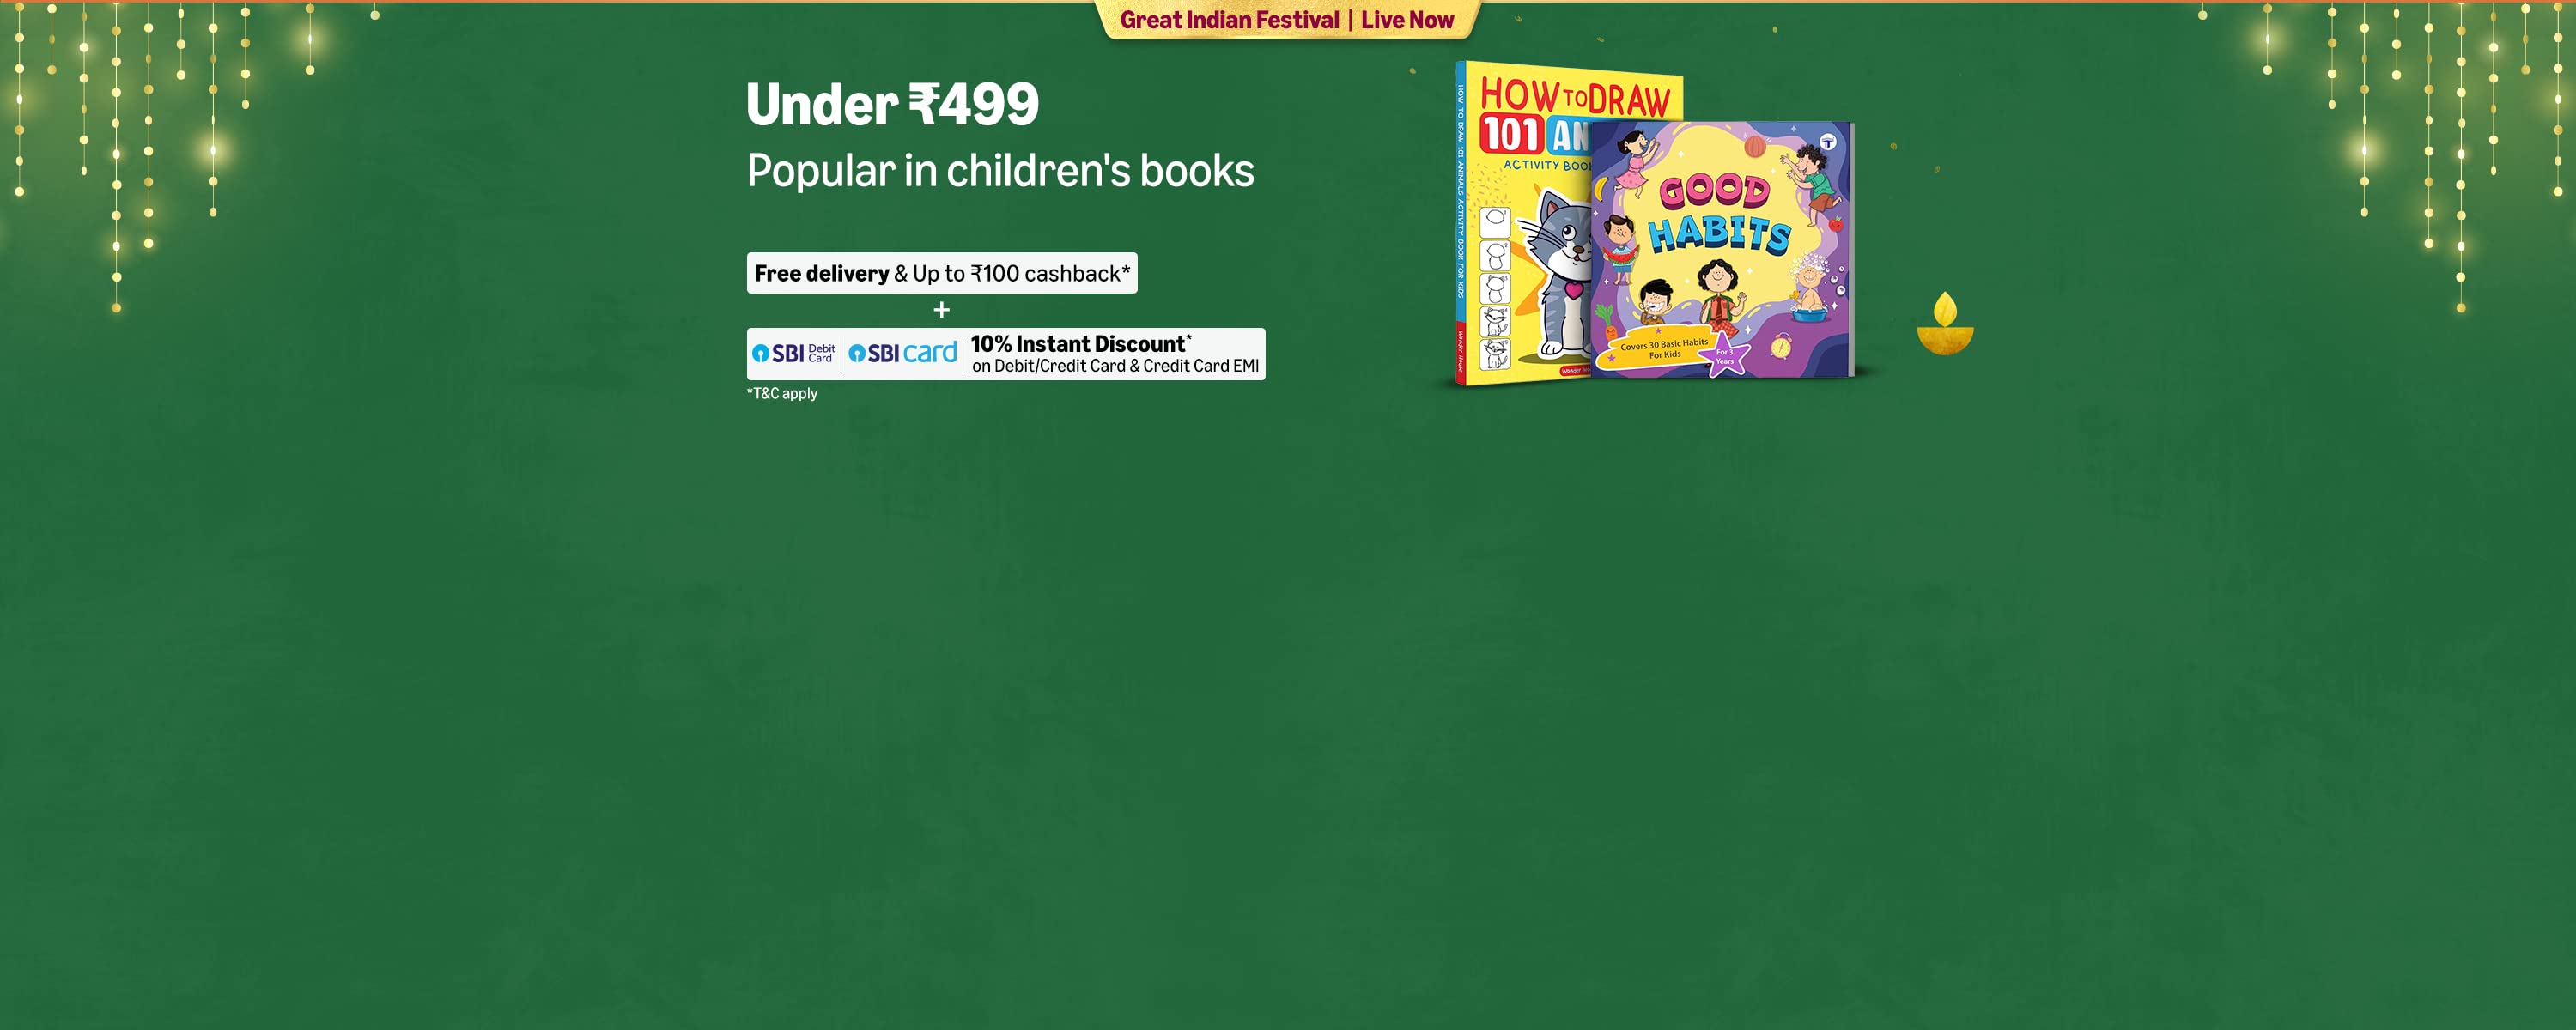 Great Indian Festival | Live Now
Under ₹499
Popular in children's books
Free delivery & Up to ₹100 cashback*
+
SBI Debit Card | SBI card | 10% Instant Discount*
on Debit/Credit Card & Credit Card EMI
*T&C apply
HOW TO DRAW
101 AN
ACTIVITY BOO
HOW TO DRAW 101 ANIMALS ACTIVITY BOOK FOR KIDS
GOOD
HABITS
Covers 30 Basic Habits
For Kids
For 3
Years